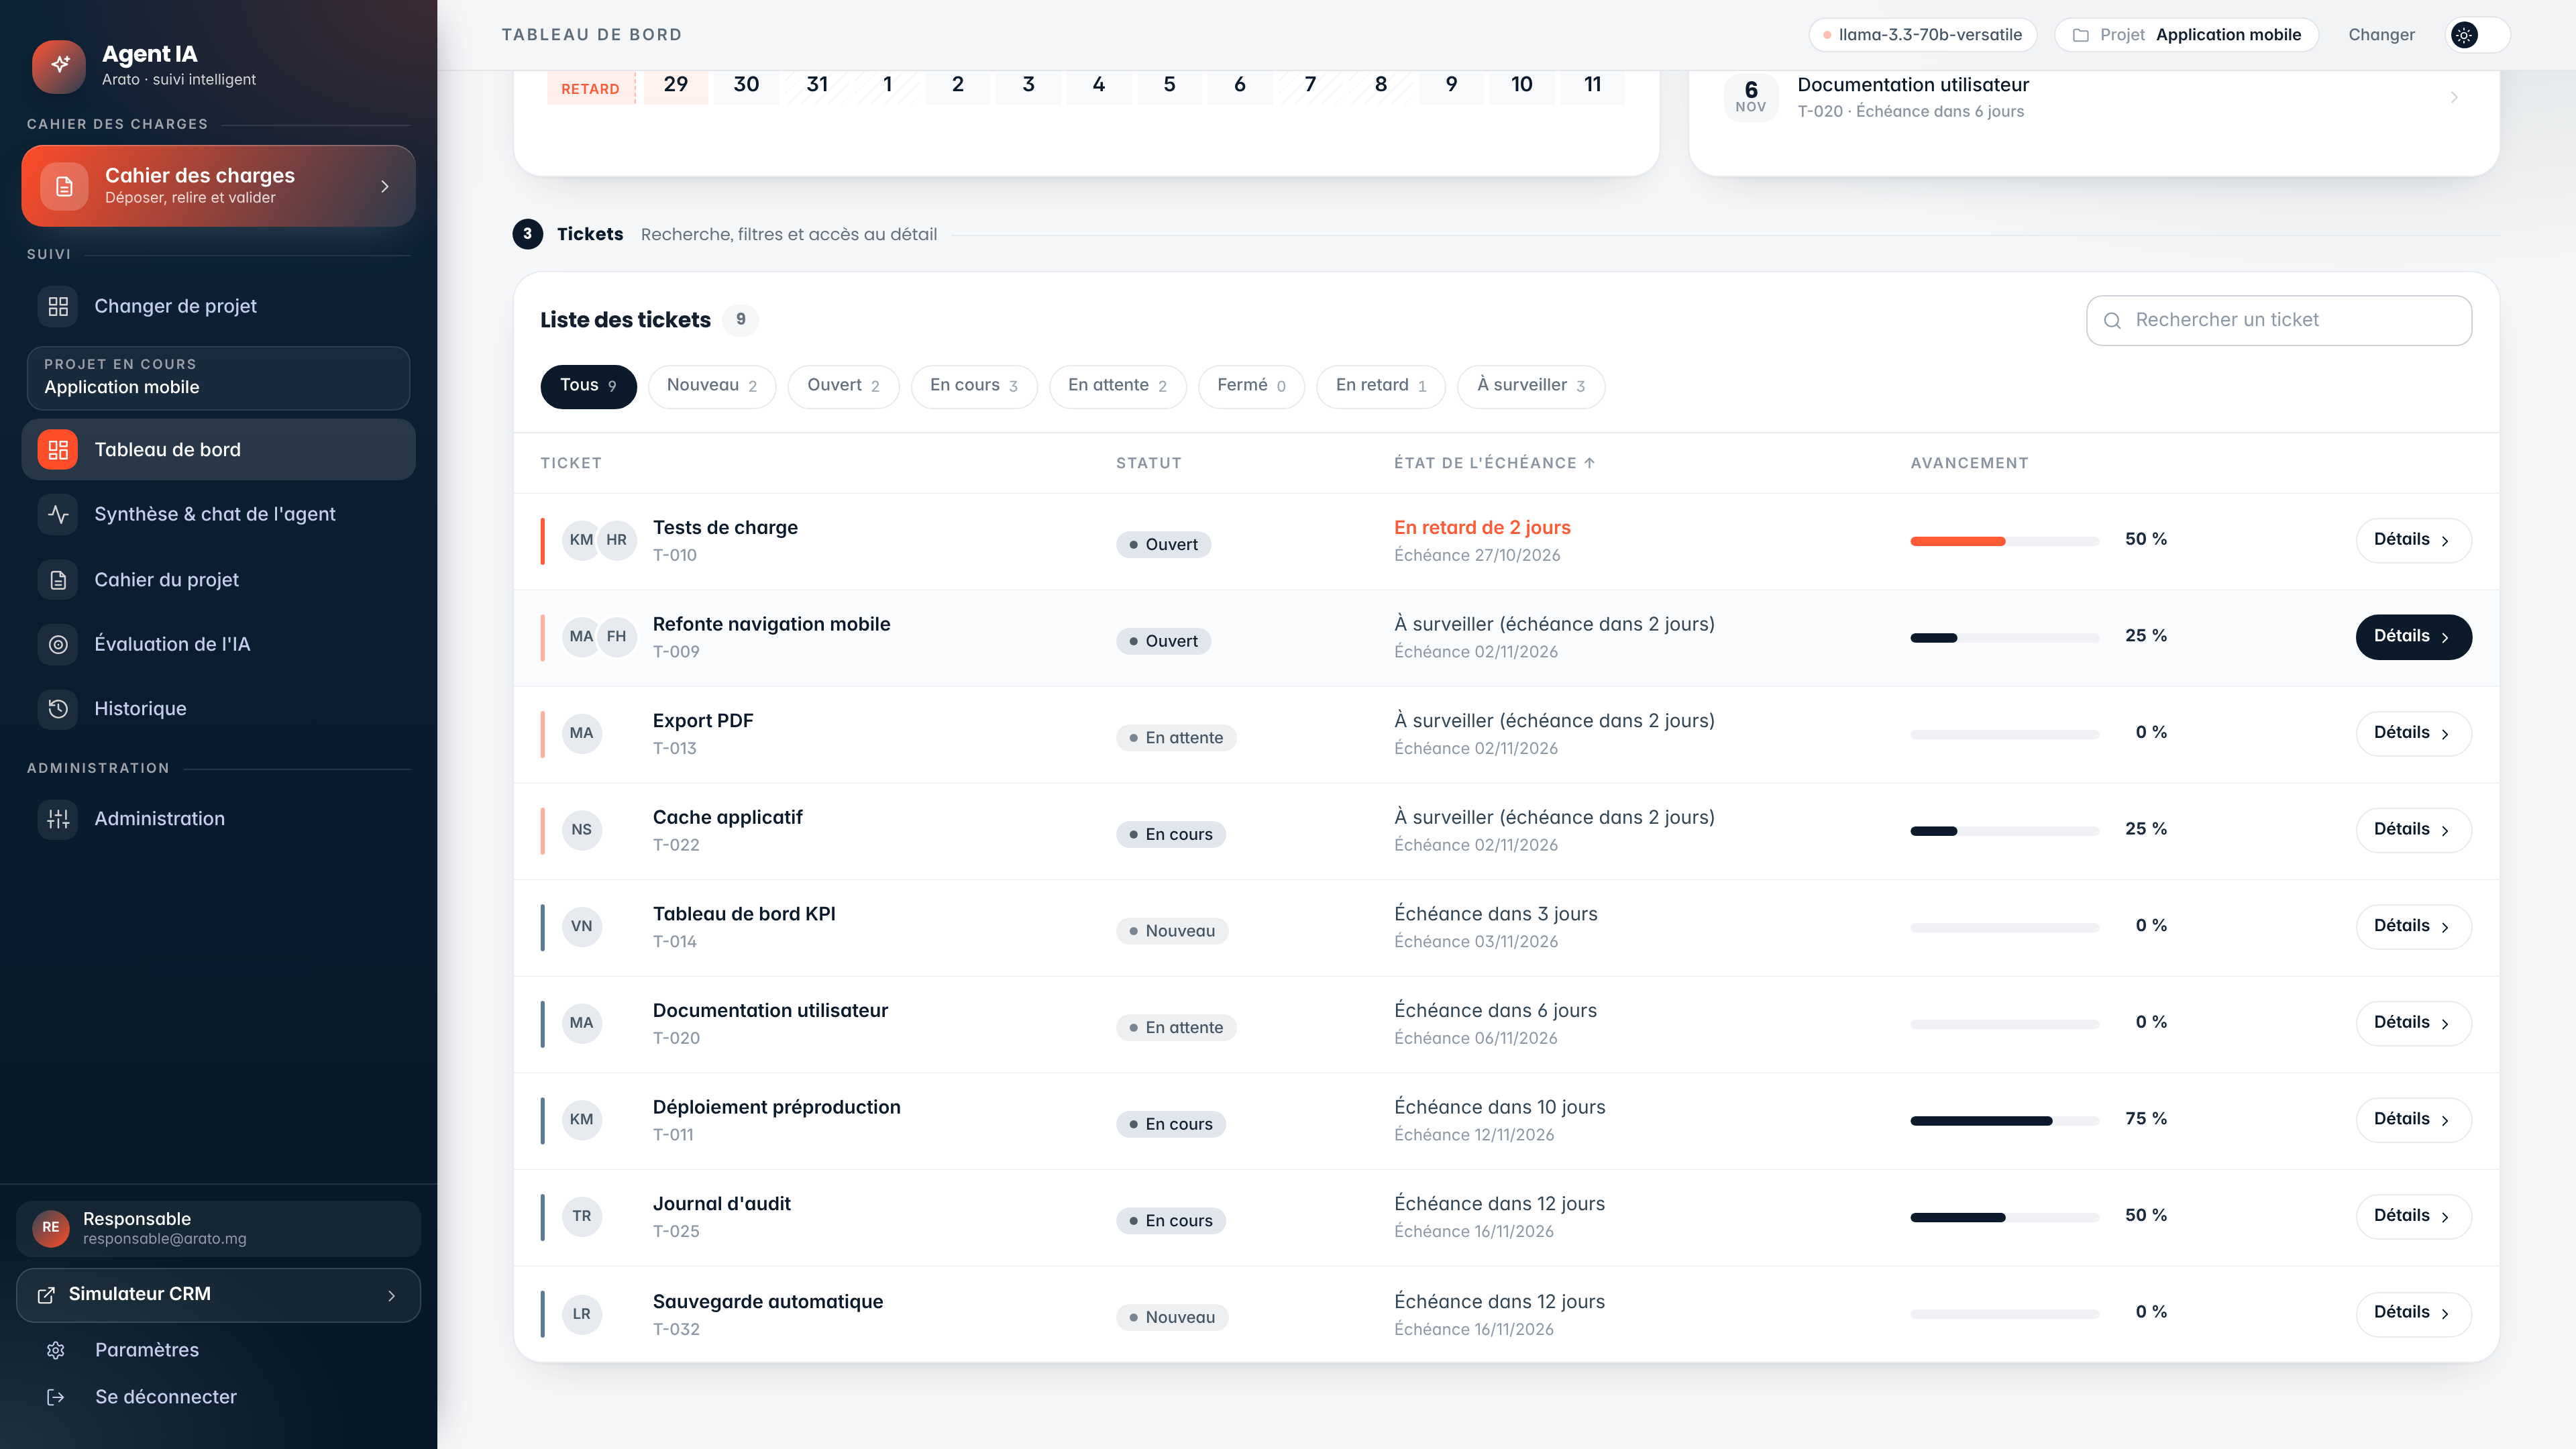 Agent IA
Arato · suivi intelligent
CAHIER DES CHARGES
Cahier des charges
Déposer, relire et valider
SUIVI
Changer de projet
PROJET EN COURS
Application mobile
Tableau de bord
Synthèse & chat de l'agent
Cahier du projet
Évaluation de l'IA
Historique
ADMINISTRATION
Administration
RE
Responsable
responsable@arato.mg
Simulateur CRM
Paramètres
Se déconnecter
TABLEAU DE BORD
llama-3.3-70b-versatile
Projet Application mobile
Changer
RETARD 29 30 31 1 2 3 4 5 6 7 8 9 10 11
6 NOV
Documentation utilisateur
T-020 · Échéance dans 6 jours
3 Tickets Recherche, filtres et accès au détail
Liste des tickets 9
Rechercher un ticket
Tous 9 Nouveau 2 Ouvert 2 En cours 3 En attente 2 Fermé 0 En retard 1 À surveiller 3
TICKET STATUT ÉTAT DE L'ÉCHÉANCE ↑ AVANCEMENT
KM HR Tests de charge Ouvert En retard de 2 jours 50 % Détails
T-010 Échéance 27/10/2026
MA FH Refonte navigation mobile Ouvert À surveiller (échéance dans 2 jours) 25 % Détails
T-009 Échéance 02/11/2026
MA Export PDF En attente À surveiller (échéance dans 2 jours) 0 % Détails
T-013 Échéance 02/11/2026
NS Cache applicatif En cours À surveiller (échéance dans 2 jours) 25 % Détails
T-022 Échéance 02/11/2026
VN Tableau de bord KPI Nouveau Échéance dans 3 jours 0 % Détails
T-014 Échéance 03/11/2026
MA Documentation utilisateur En attente Échéance dans 6 jours 0 % Détails
T-020 Échéance 06/11/2026
KM Déploiement préproduction En cours Échéance dans 10 jours 75 % Détails
T-011 Échéance 12/11/2026
TR Journal d'audit En cours Échéance dans 12 jours 50 % Détails
T-025 Échéance 16/11/2026
LR Sauvegarde automatique Nouveau Échéance dans 12 jours 0 % Détails
T-032 Échéance 16/11/2026